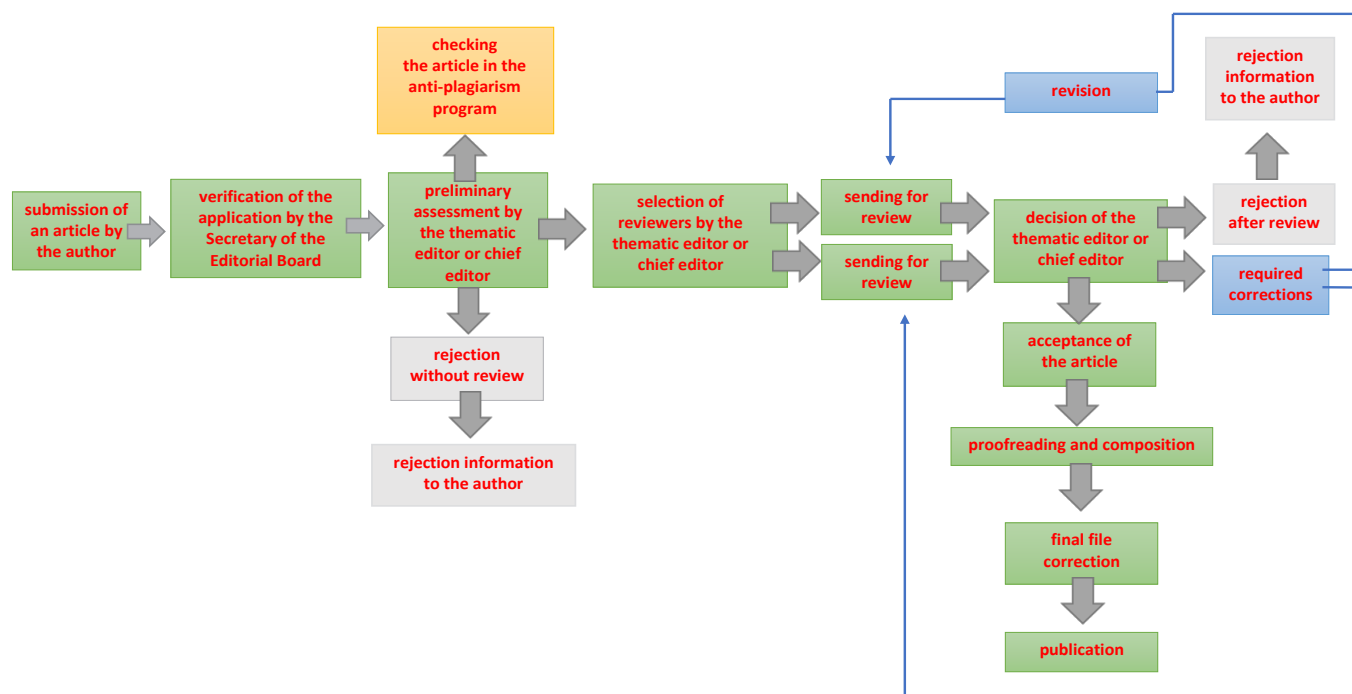 checking
the article in the
anti-plagiarism
program
revision
rejection
information
to the author
submission of
an article by
the author
verification of the
application by the
Secretary of the
Editorial Board
preliminary
assessment by
the thematic
editor or chief
editor
selection of
reviewers by the
thematic editor or
chief editor
sending for
review
sending for
review
decision of the
thematic editor or
chief editor
rejection
after review
required
corrections
rejection
without review
rejection information
to the author
acceptance of
the article
proofreading and composition
final file
correction
publication